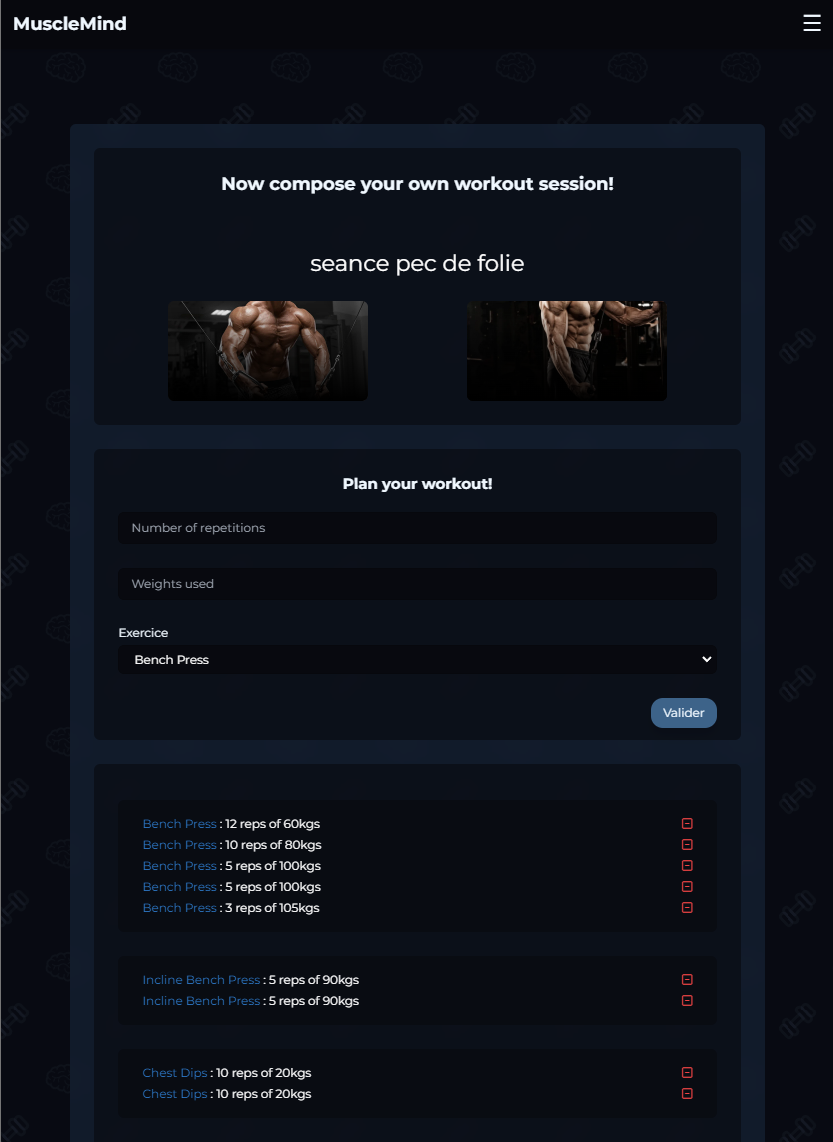 MuscleMind
Now compose your own workout session!
seance pec de folie
Plan your workout!
Number of repetitions
Weights used
Exercice
Bench Press
Valider
Bench Press : 12 reps of 60kgs
Bench Press : 10 reps of 80kgs
Bench Press : 5 reps of 100kgs
Bench Press : 5 reps of 100kgs
Bench Press : 3 reps of 105kgs
Incline Bench Press : 5 reps of 90kgs
Incline Bench Press : 5 reps of 90kgs
Chest Dips : 10 reps of 20kgs
Chest Dips : 10 reps of 20kgs